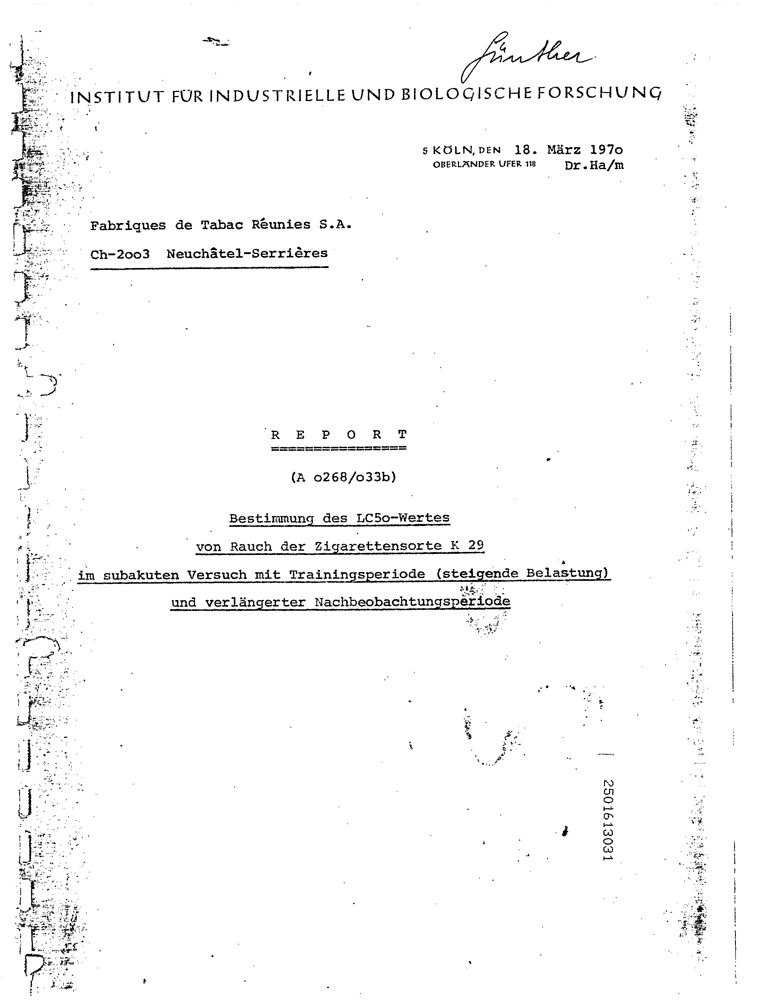 Günther
INSTITUT FÜR INDUSTRIELLE UND BIOLOGISCHE FORSCHUNG
5 KÖLN, DEN 18. März 197o
OBERLÄNDER UFER 118 Dr.Ha/m
Fabriques de Tabac Réunies S.A.
Ch-2oo3 Neuchâtel-Serrières
R E P O R T
================
(A o268/o33b)
Bestimmung des LC5o-Wertes
von Rauch der Zigarettensorte K 29
im subakuten Versuch mit Trainingsperiode (steigende Belastung)
und verlängerter Nachbeobachtungsperiode
2501613031